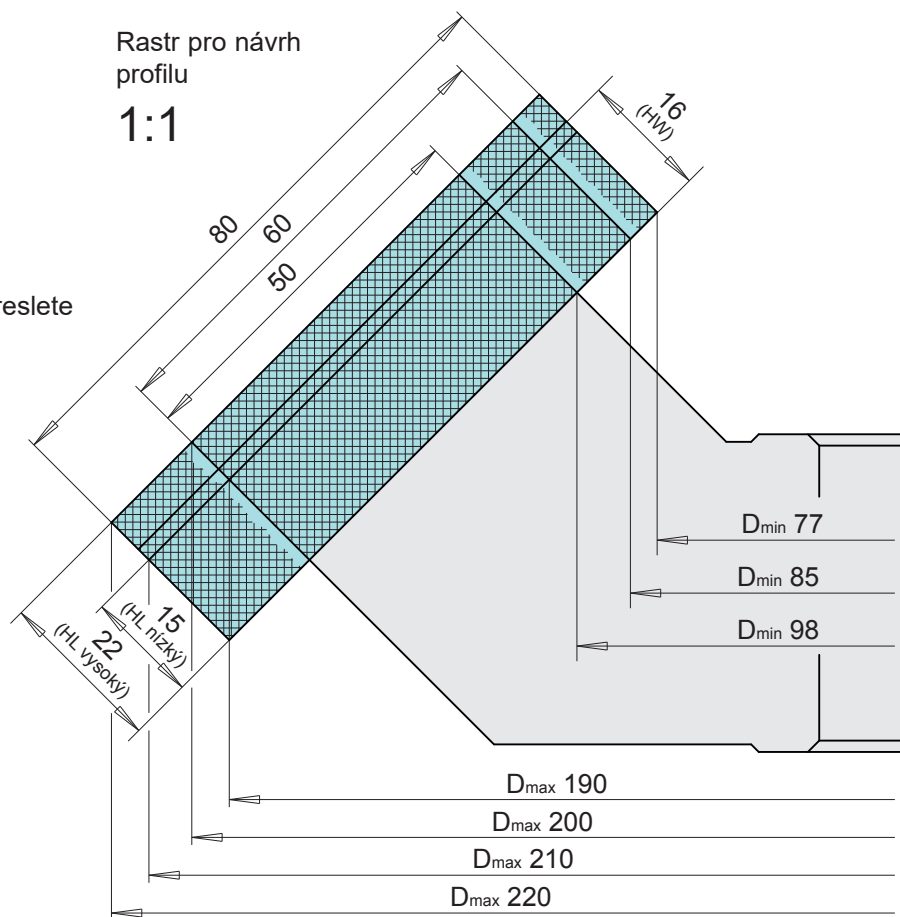 Rastr pro návrh
profilu
1:1
16
(HW)
80
60
50
reslete
Dmin 77
Dmin 85
Dmin 98
15
(HL nízký)
22
(HL vysoký)
Dmax 190
Dmax 200
Dmax 210
Dmax 220